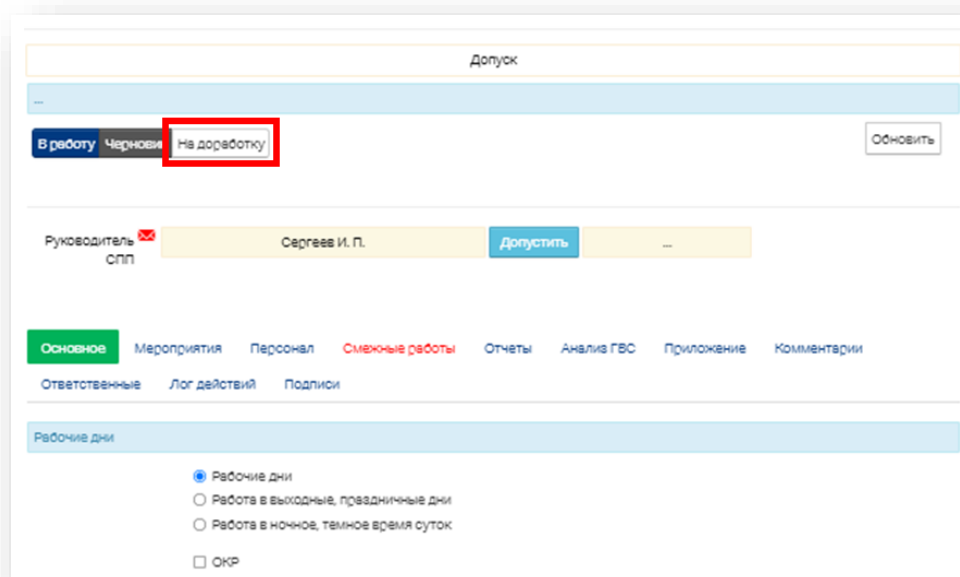 Допуск
...
В работу Чернови На доработку Обновить
Руководитель СПП Сергеев И. П. Допустить ...
Основное Мероприятия Персонал Смежные работы Отчеты Анализ ГВС Приложение Комментарии
Ответственные Лог действий Подписи
Рабочие дни
Рабочие дни
Работа в выходные, праздничные дни
Работа в ночное, темное время суток
ОКР